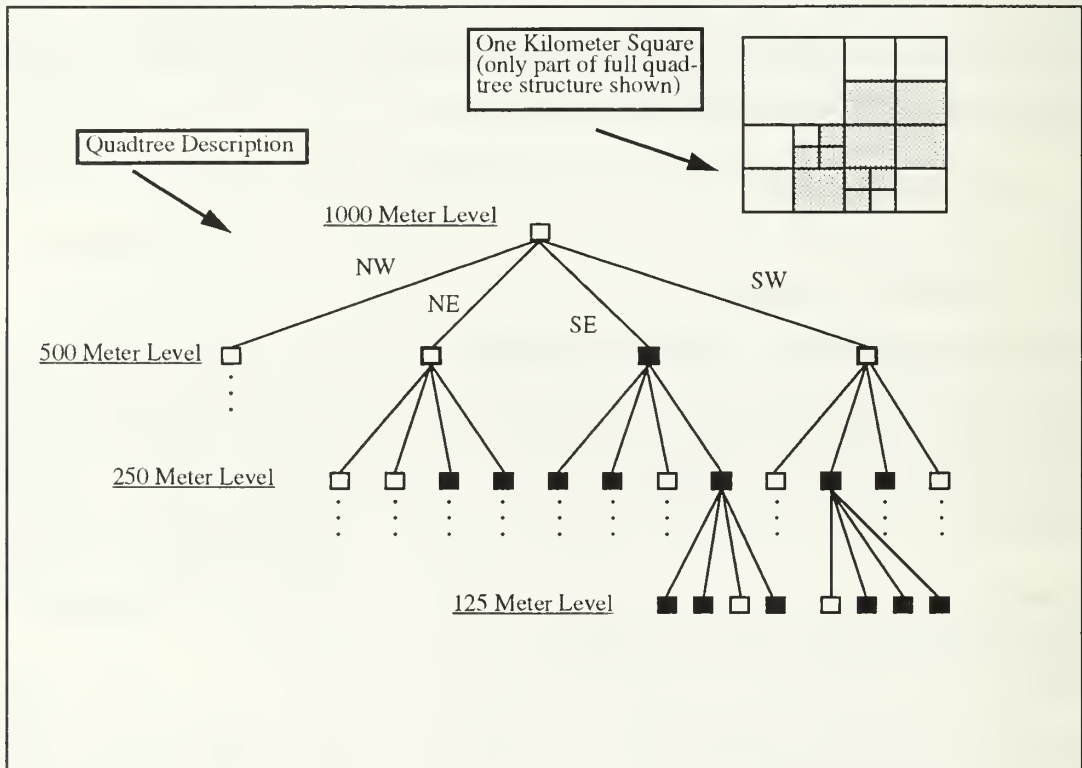 One Kilometer Square
(only part of full quad-
tree structure shown)
Quadtree Description
1000 Meter Level
NW
NE
SE
SW
500 Meter Level
250 Meter Level
125 Meter Level